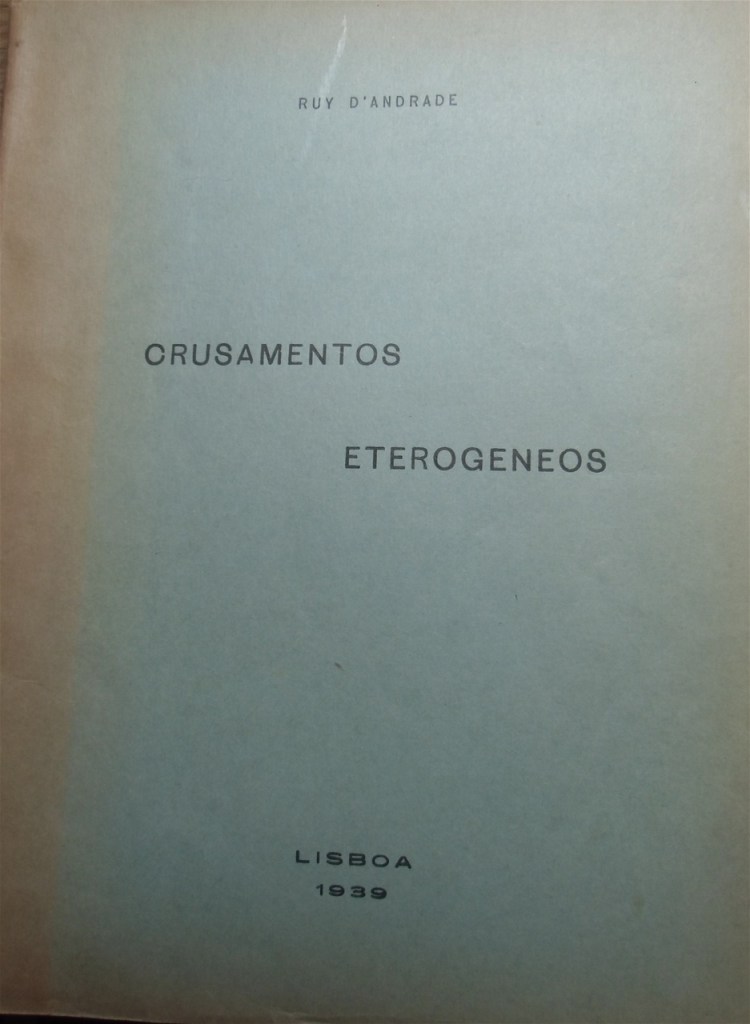 RUY D'ANDRADE
CRUSAMENTOS
ETEROGENEOS
LISBOA
1939